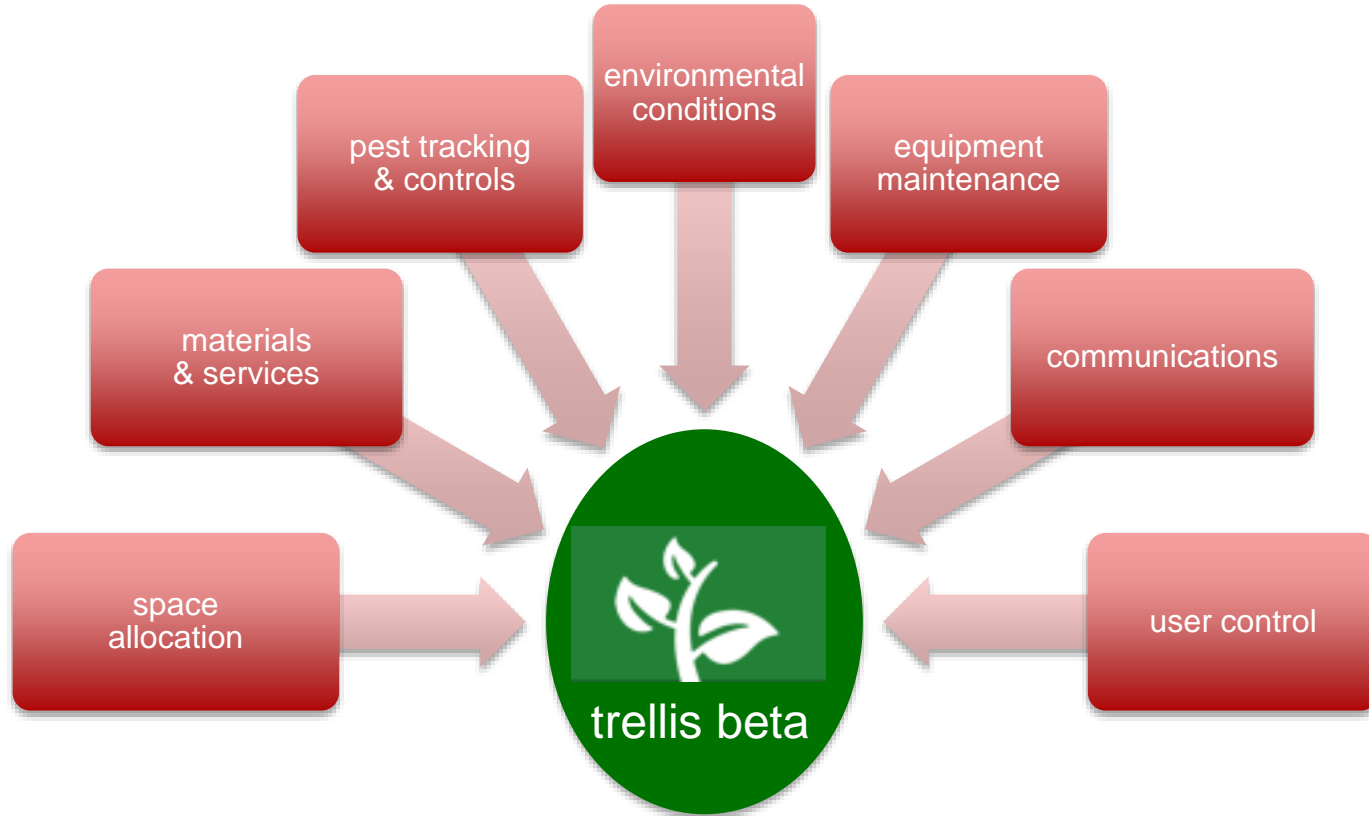 environmental
conditions
pest tracking
& controls
equipment
maintenance
materials
& services
communications
space
allocation
user control
trellis beta